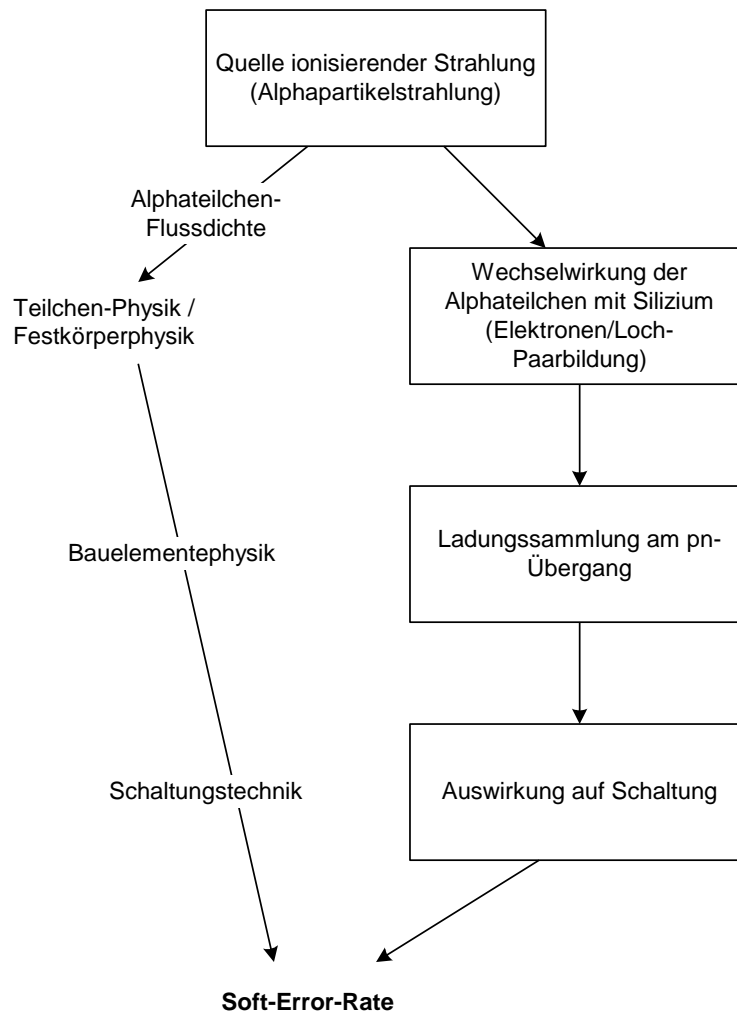 Quelle ionisierender Strahlung
(Alphapartikelstrahlung)
Alphateilchen-
Flussdichte
Teilchen-Physik /
Festkörperphysik
Wechselwirkung der
Alphateilchen mit Silizium
(Elektronen/Loch-
Paarbildung)
Bauelementephysik
Ladungssammlung am pn-
Übergang
Schaltungstechnik
Auswirkung auf Schaltung
Soft-Error-Rate